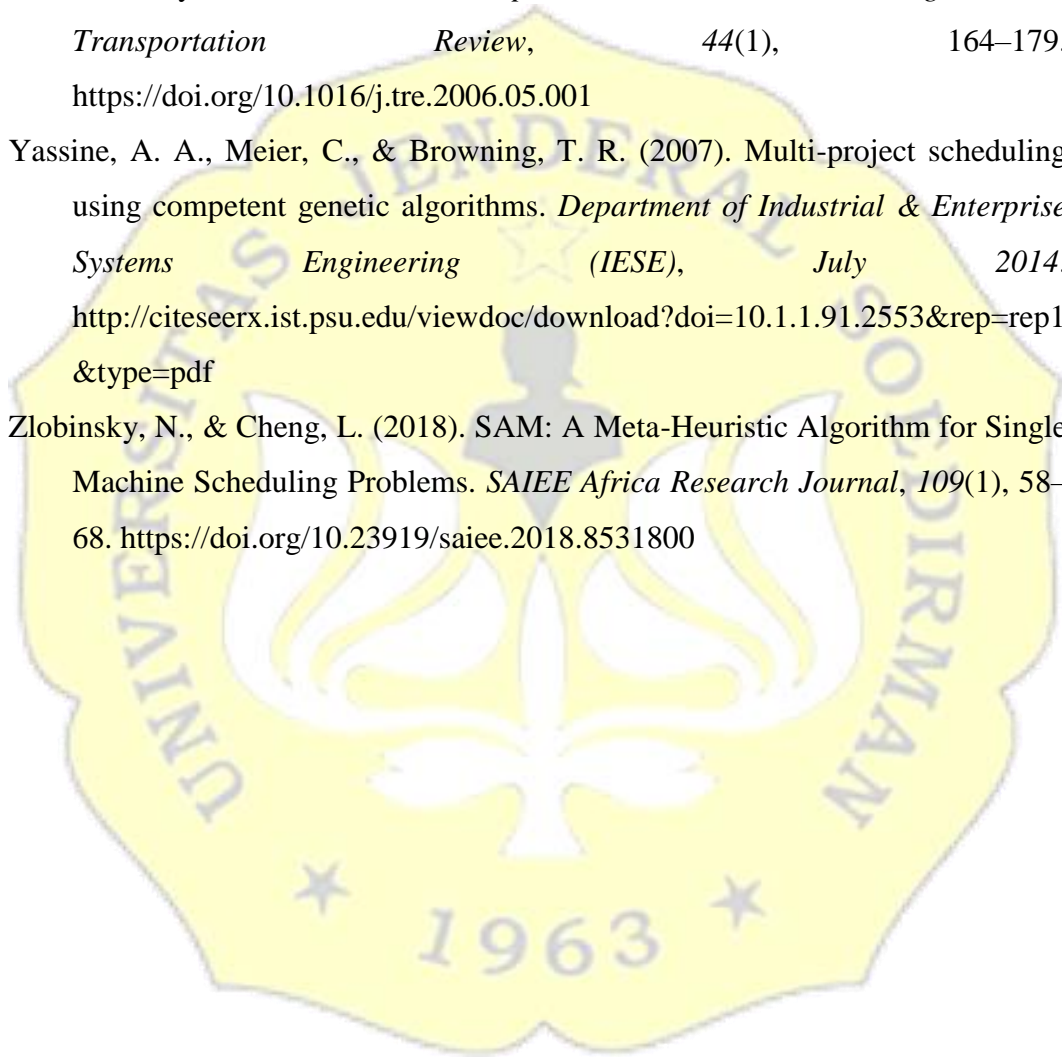 Transportation Review, 44(1), 164–179.
https://doi.org/10.1016/j.tre.2006.05.001
Yassine, A. A., Meier, C., & Browning, T. R. (2007). Multi-project scheduling
using competent genetic algorithms. Department of Industrial & Enterprise
Systems Engineering (IESE), July 2014.
http://citeseerx.ist.psu.edu/viewdoc/download?doi=10.1.1.91.2553&rep=rep1
&type=pdf
Zlobinsky, N., & Cheng, L. (2018). SAM: A Meta-Heuristic Algorithm for Single
Machine Scheduling Problems. SAIEE Africa Research Journal, 109(1), 58–
68. https://doi.org/10.23919/saiee.2018.8531800
UNIVERSITAS JENDERAL SOEDIRMAN
1963